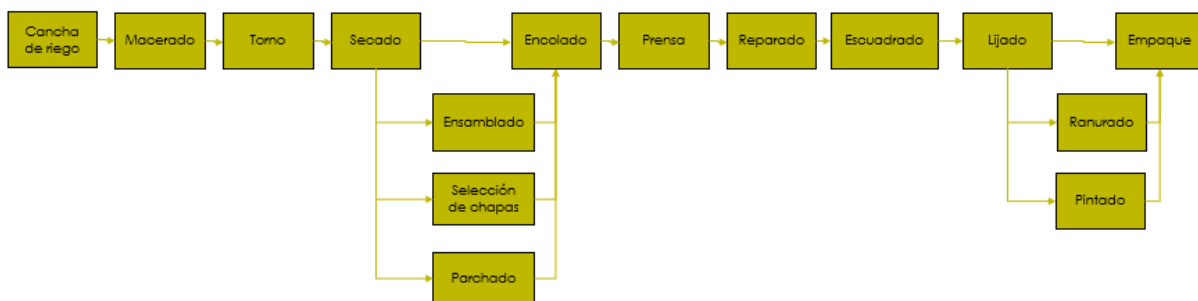 Cancha
de riego
Macerado
Torno
Secado
Encolado
Prensa
Reparado
Escuadrado
Lijado
Empaque
Ensamblado
Ranurado
Selección
de chapas
Pintado
Parchado